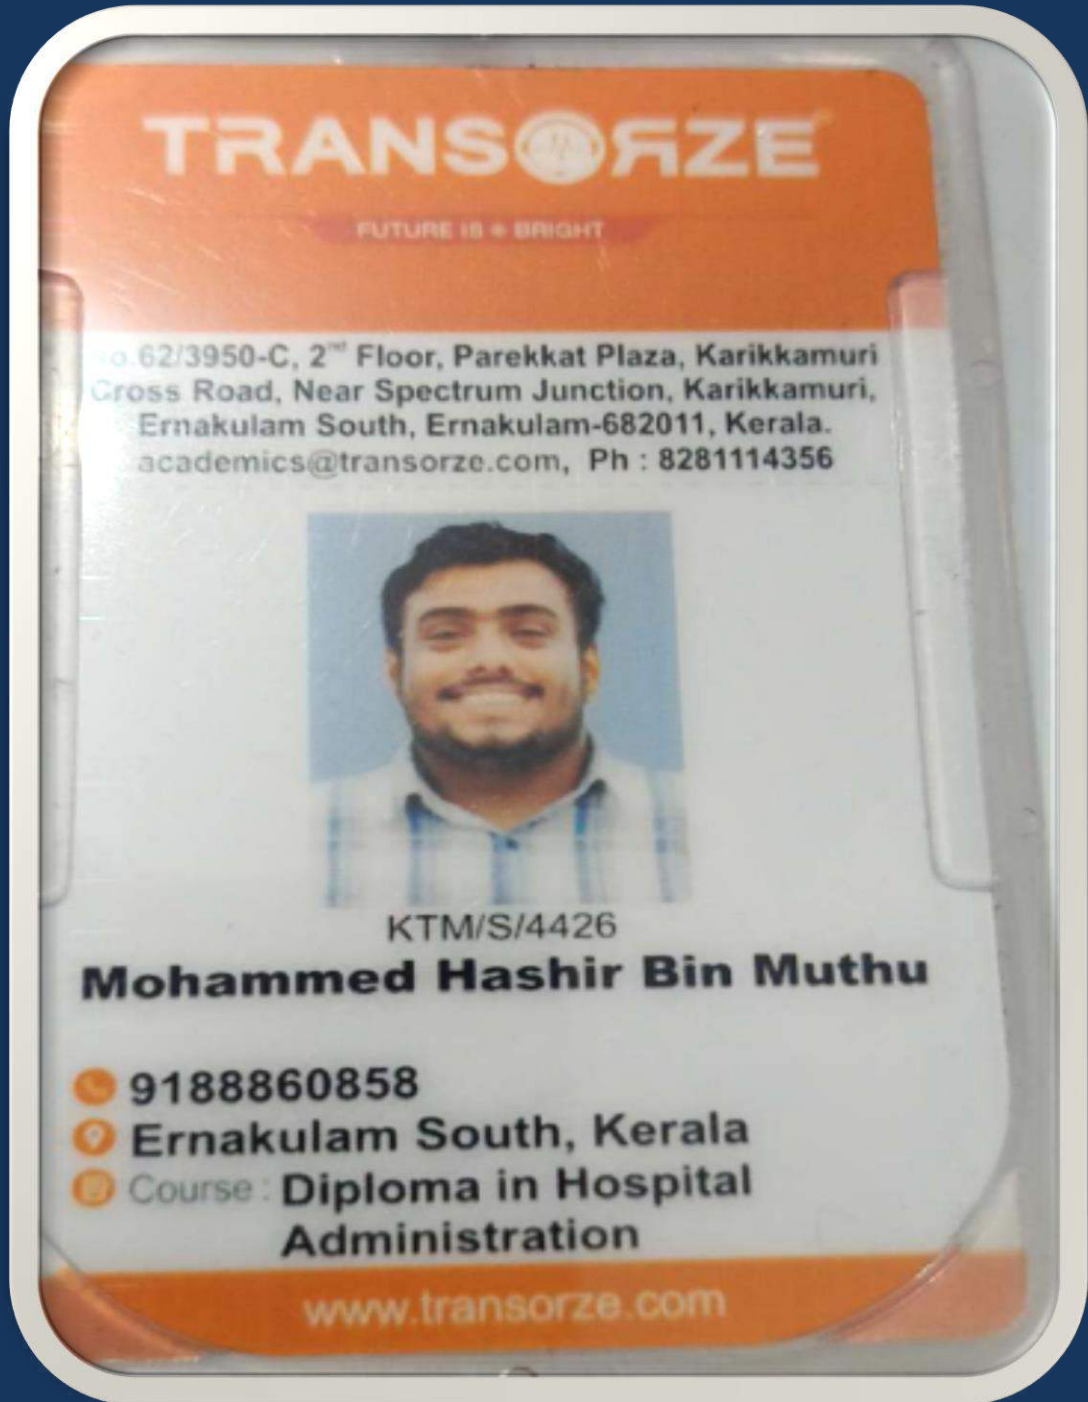 TRANSORZE
FUTURE IS BRIGHT
62/3950-C, 2nd Floor, Parekkat Plaza, Karikkamuri
Cross Road, Near Spectrum Junction, Karikkamuri,
Ernakulam South, Ernakulam-682011, Kerala.
academics@transorze.com, Ph : 8281114356
KTM/S/4426
Mohammed Hashir Bin Muthu
9188860858
Ernakulam South, Kerala
Course : Diploma in Hospital
Administration
www.transorze.com